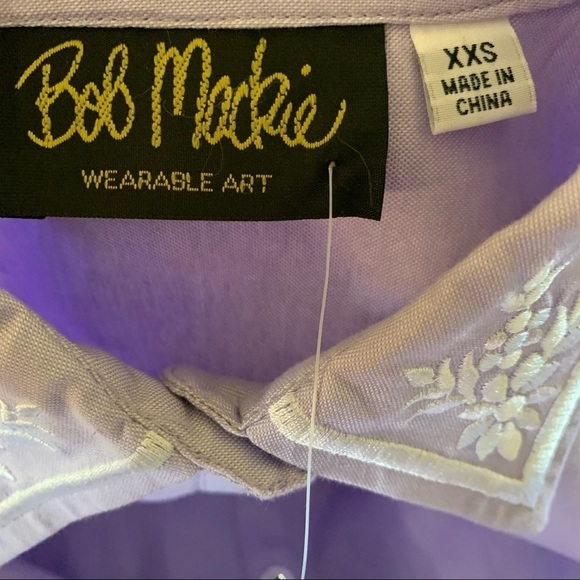 Bob Mackie
WEARABLE ART
XXS
MADE IN
CHINA